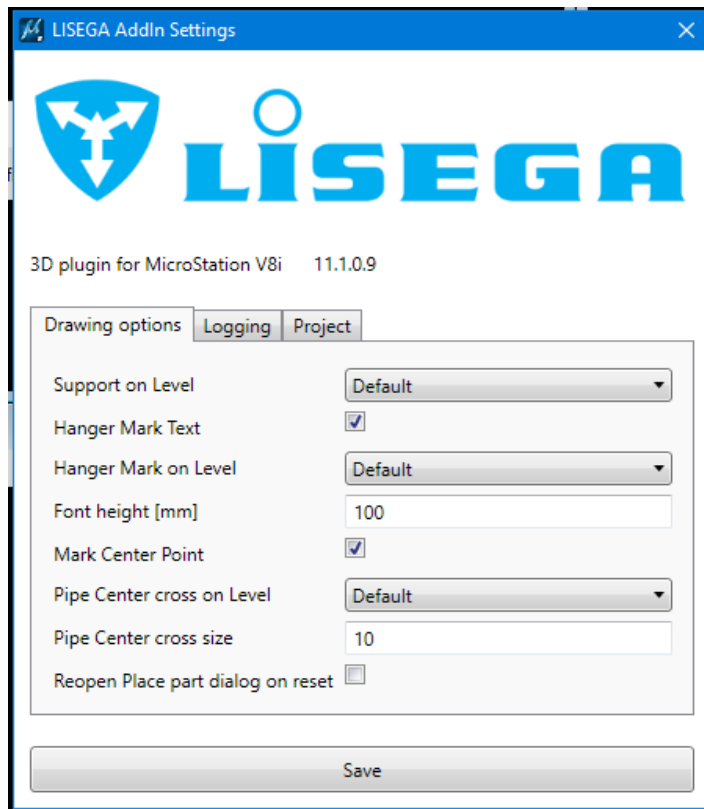 LISEGA AddIn Settings
LISEGA
3D plugin for MicroStation V8i 11.1.0.9
Drawing options Logging Project
Support on Level Default
Hanger Mark Text
Hanger Mark on Level Default
Font height [mm] 100
Mark Center Point
Pipe Center cross on Level Default
Pipe Center cross size 10
Reopen Place part dialog on reset
Save